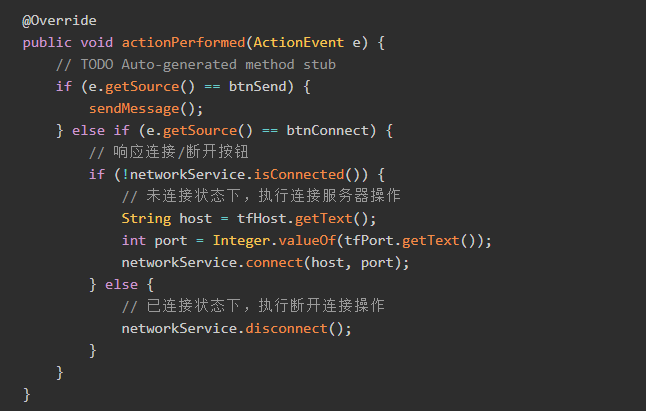 @Override
public void actionPerformed(ActionEvent e) {
    // TODO Auto-generated method stub
    if (e.getSource() == btnSend) {
        sendMessage();
    } else if (e.getSource() == btnConnect) {
        // 响应连接/断开按钮
        if (!networkService.isConnected()) {
            // 未连接状态下，执行连接服务器操作
            String host = tfHost.getText();
            int port = Integer.valueOf(tfPort.getText());
            networkService.connect(host, port);
        } else {
            // 已连接状态下，执行断开连接操作
            networkService.disconnect();
        }
    }
}